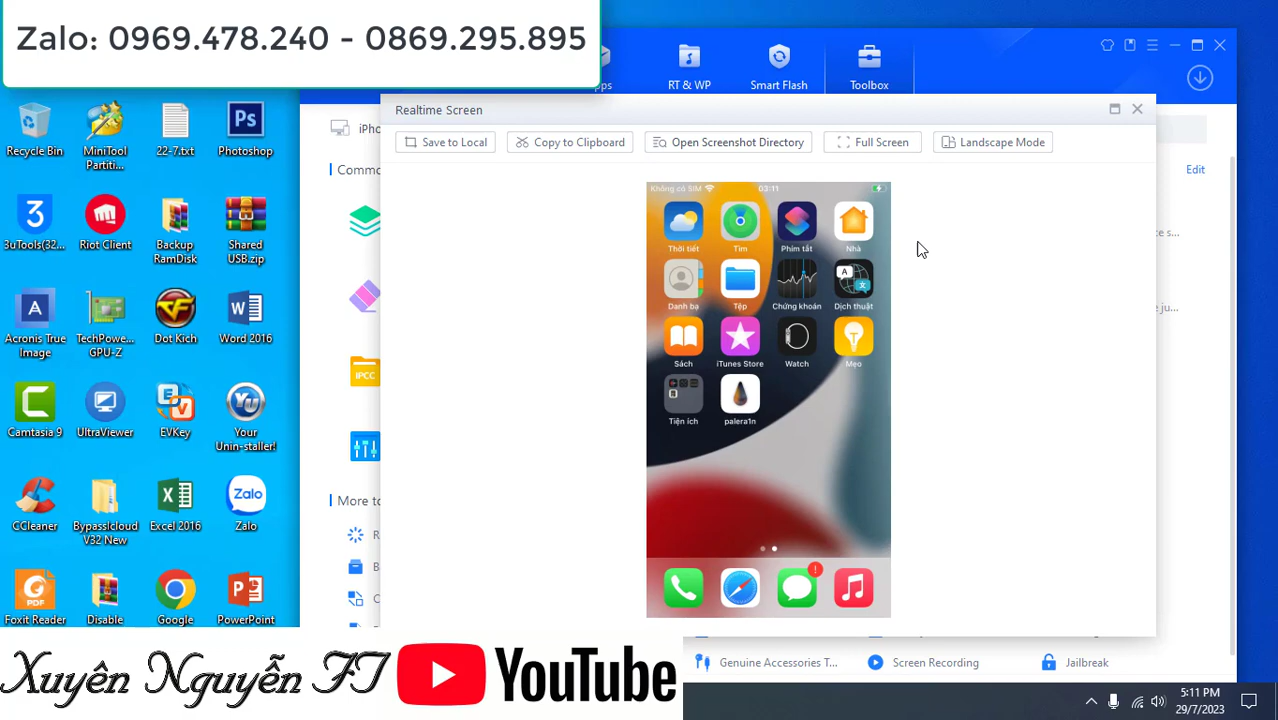 Zalo: 0969.478.240 - 0869.295.895
RT & WP
Smart Flash
Toolbox
Realtime Screen
Save to Local
Copy to Clipboard
Open Screenshot Directory
Full Screen
Landscape Mode
Edit
Recycle Bin
MiniTool Partiti...
22-7.txt
Photoshop
3uTools(32...
Riot Client
Backup RamDisk
Shared USB.zip
Acronis True Image
TechPowe... GPU-Z
Dot Kich
Word 2016
Camtasia 9
UltraViewer
EVKey
Your Unin-staller!
CCleaner
BypassIcloud V32 New
Excel 2016
Zalo
Foxit Reader
Disable
Google
PowerPoint
IPCC
Không có SIM
03:11
Thời tiết
Tìm
Phím tắt
Nhà
Danh bạ
Tệp
Chứng khoán
Dịch thuật
Sách
iTunes Store
Watch
Mẹo
Tiện ích
palera1n
Genuine Accessories T...
Screen Recording
Jailbreak
Xuyên Nguyễn FT
YouTube
5:11 PM
29/7/2023